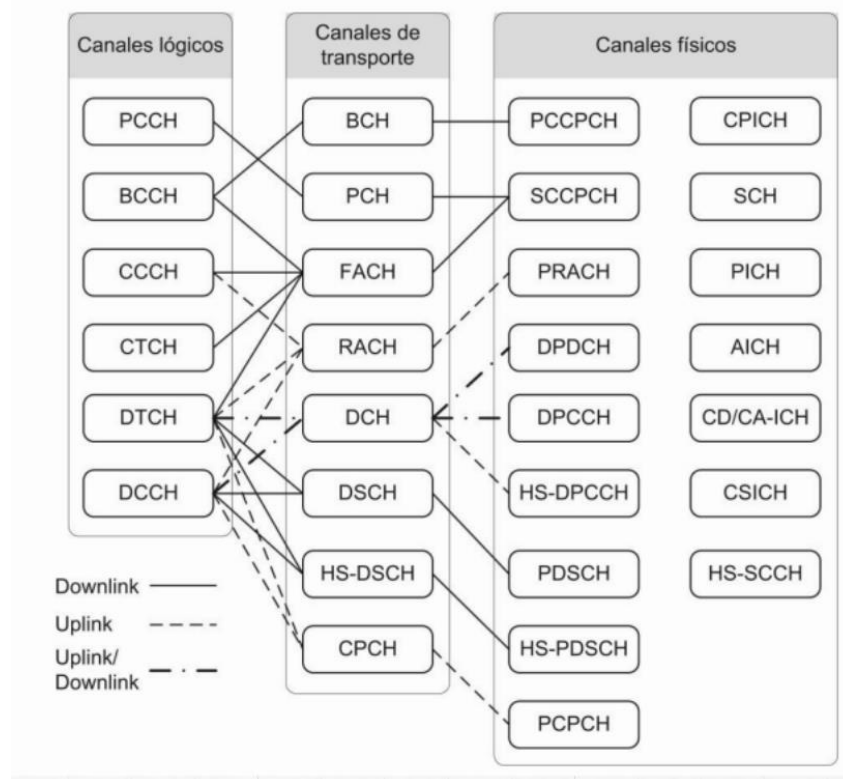 Canales lógicos
Canales de
transporte
Canales físicos
PCCH
BCH
PCCPCH
CPICH
BCCH
PCH
SCCPCH
SCH
CCCH
FACH
PRACH
PICH
CTCH
RACH
DPDCH
AICH
DTCH
DCH
DPCCH
CD/CA-ICH
DCCH
DSCH
HS-DPCCH
CSICH
Downlink
HS-DSCH
PDSCH
HS-SCCH
Uplink
CPCH
HS-PDSCH
Uplink/
Downlink
PCPCH